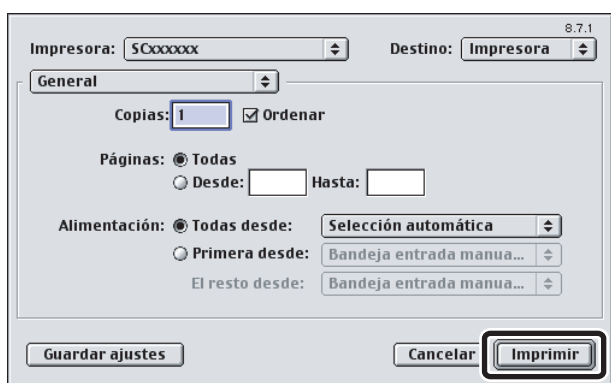 8.7.1
Impresora: SCxxxxxx Destino: Impresora
General
Copias: 1 Ordenar
Páginas: Todas
Desde: Hasta:
Alimentación: Todas desde: Selección automática
Primera desde: Bandeja entrada manua...
El resto desde: Bandeja entrada manua...
Guardar ajustes Cancelar Imprimir